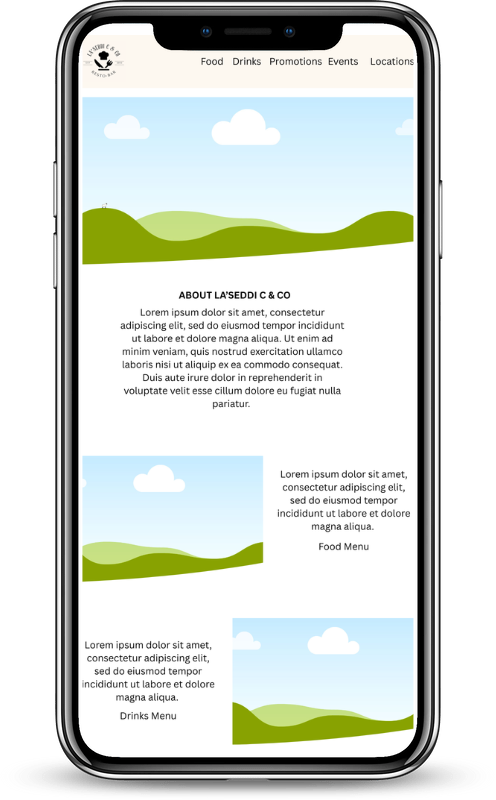 LA'SEDDI C & CO
Food Drinks Promotions Events Locations
ABOUT LA'SEDDI C & CO
Lorem ipsum dolor sit amet, consectetur
adipiscing elit, sed do eiusmod tempor incididunt
ut labore et dolore magna aliqua. Ut enim ad
minim veniam, quis nostrud exercitation ullamco
laboris nisi ut aliquip ex ea commodo consequat.
Duis aute irure dolor in reprehenderit in
voluptate velit esse cillum dolore eu fugiat nulla
pariatur.
Lorem ipsum dolor sit amet,
consectetur adipiscing elit,
sed do eiusmod tempor
incididunt ut labore et dolore
magna aliqua.
Food Menu
Lorem ipsum dolor sit amet,
consectetur adipiscing elit,
sed do eiusmod tempor
incididunt ut labore et dolore
magna aliqua.
Drinks Menu